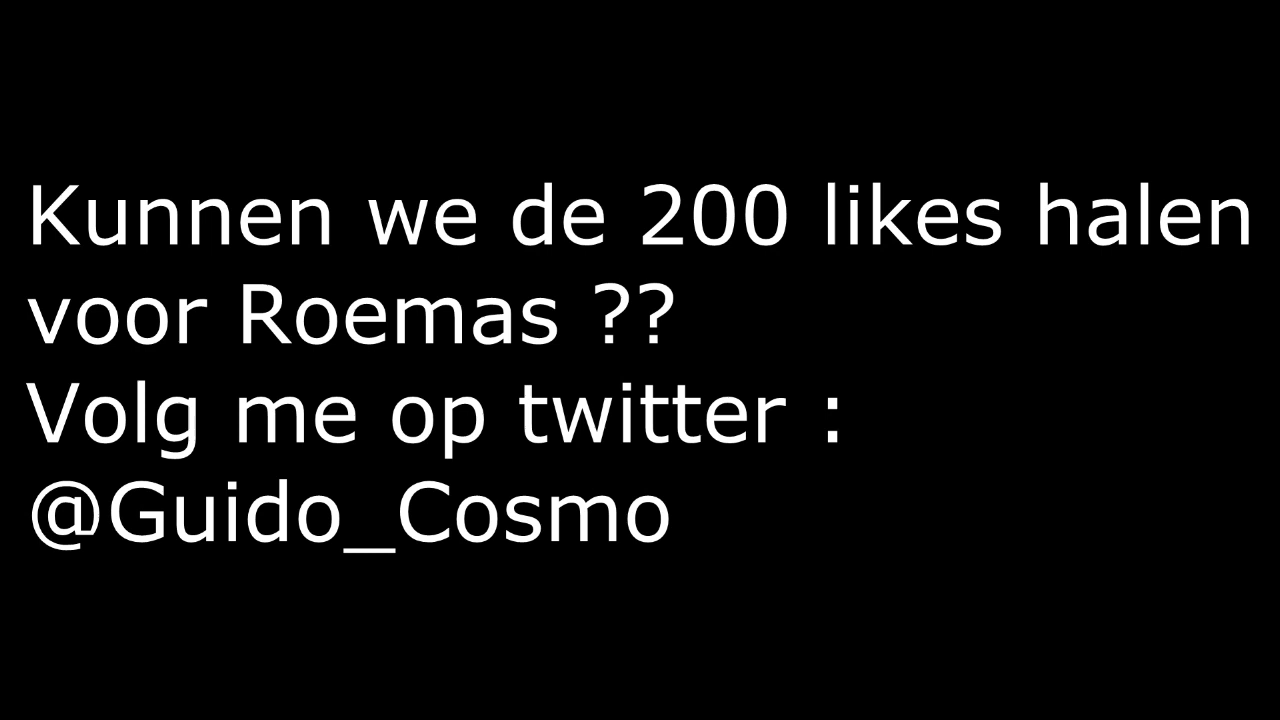 Kunnen we de 200 likes halen
voor Roemas ??
Volg me op twitter :
@Guido_Cosmo